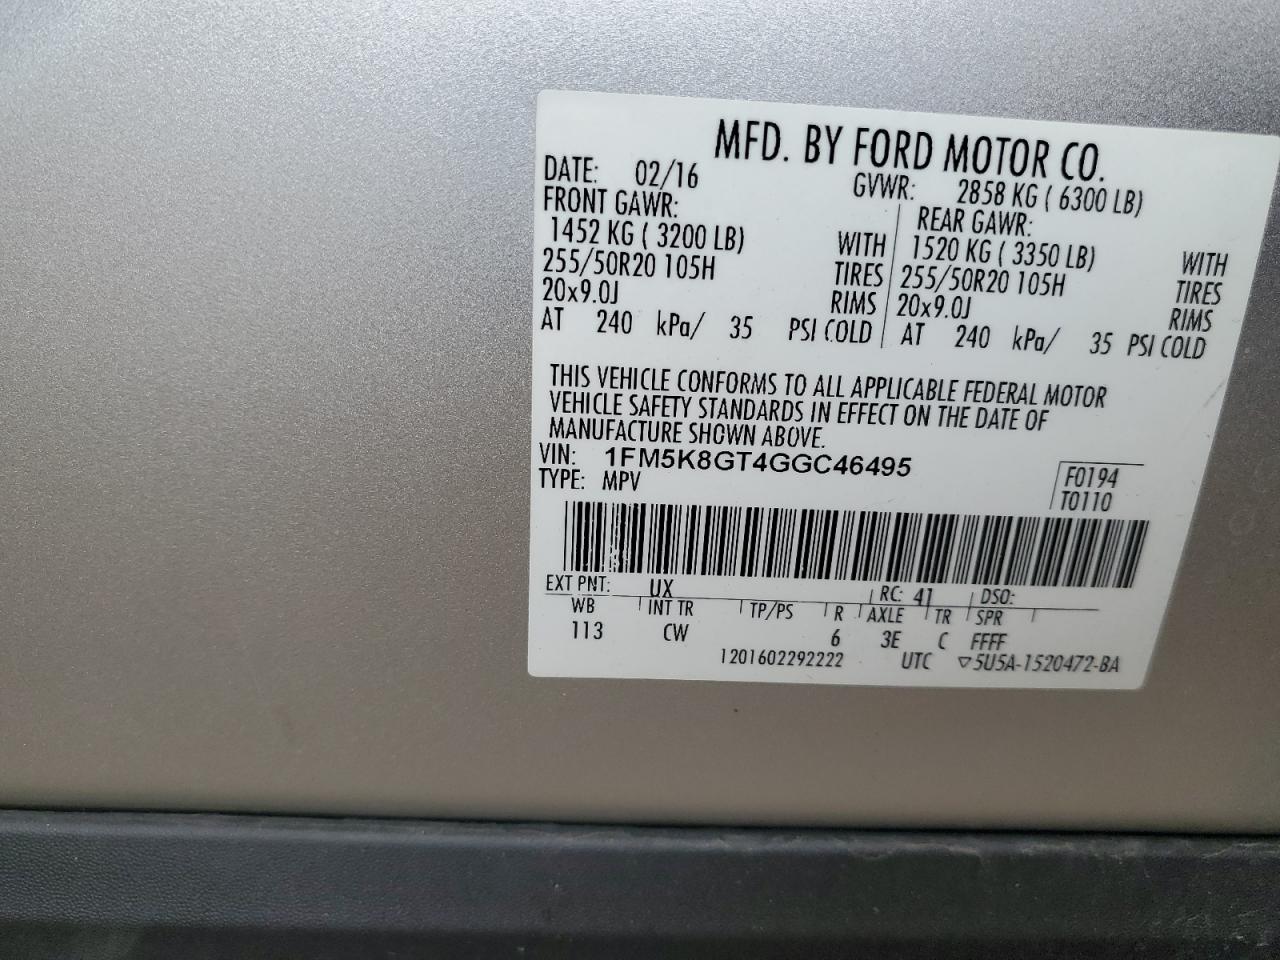 MFD. BY FORD MOTOR CO.
DATE: 02/16 GVWR: 2858 KG ( 6300 LB)
FRONT GAWR: REAR GAWR:
1452 KG ( 3200 LB) WITH 1520 KG ( 3350 LB) WITH
255/50R20 105H TIRES 255/50R20 105H TIRES
20x9.0J RIMS 20x9.0J RIMS
AT 240 kPa/ 35 PSI COLD AT 240 kPa/ 35 PSI COLD
THIS VEHICLE CONFORMS TO ALL APPLICABLE FEDERAL MOTOR
VEHICLE SAFETY STANDARDS IN EFFECT ON THE DATE OF
MANUFACTURE SHOWN ABOVE.
VIN: 1FM5K8GT4GGC46495
TYPE: MPV
F0194
T0110
EXT PNT: UX RC: 41 DSO:
WB INT TR TP/PS R AXLE TR SPR
113 CW 6 3E C FFFF
1201602292222 UTC ▽5U5A-1520472-BA